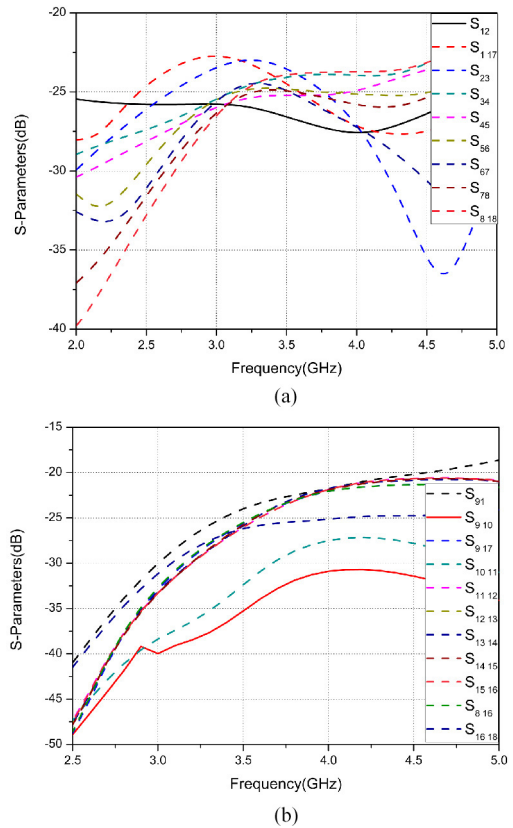 -20
-25
-30
-35
-40
S-Parameters(dB)
2.0 2.5 3.0 3.5 4.0 4.5 5.0
Frequency(GHz)
S12
S1 17
S23
S34
S45
S56
S67
S78
S8 18
(a)
-15
-20
-25
-30
-35
-40
-45
-50
S-Parameters(dB)
2.5 3.0 3.5 4.0 4.5 5.0
Frequency(GHz)
S91
S9 10
S9 17
S10 11
S11 12
S12 13
S13 14
S14 15
S15 16
S8 16
S16 18
(b)